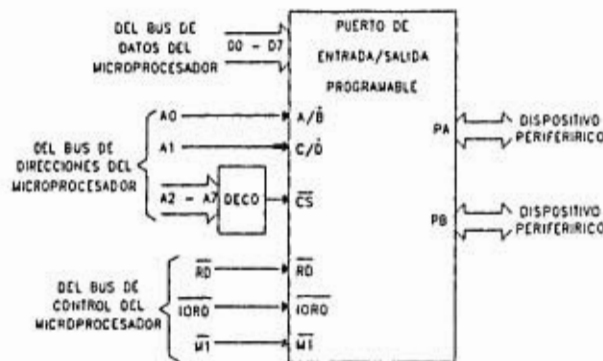 DEL BUS DE
DATOS DEL
MICROPROCESADOR
D0 - D7
PUERTO DE
ENTRADA/SALIDA
PROGRAMABLE
DEL BUS DE
DIRECCIONES DEL
MICROPROCESADOR
A0
A/B
A1
C/D
A2 - A7
DECO
CS
PA
DISPOSITIVO
PERIFERIRICO
PB
DISPOSITIVO
PERIFERIRICO
DEL BUS DE
CONTROL DEL
MICROPROCESADOR
RD
RD
IORQ
IORQ
M1
M1